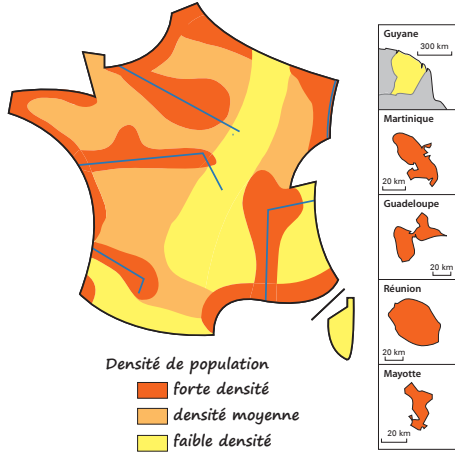 Guyane
300 km
Martinique
20 km
Guadeloupe
20 km
Réunion
20 km
Mayotte
20 km
Densité de population
forte densité
densité moyenne
faible densité